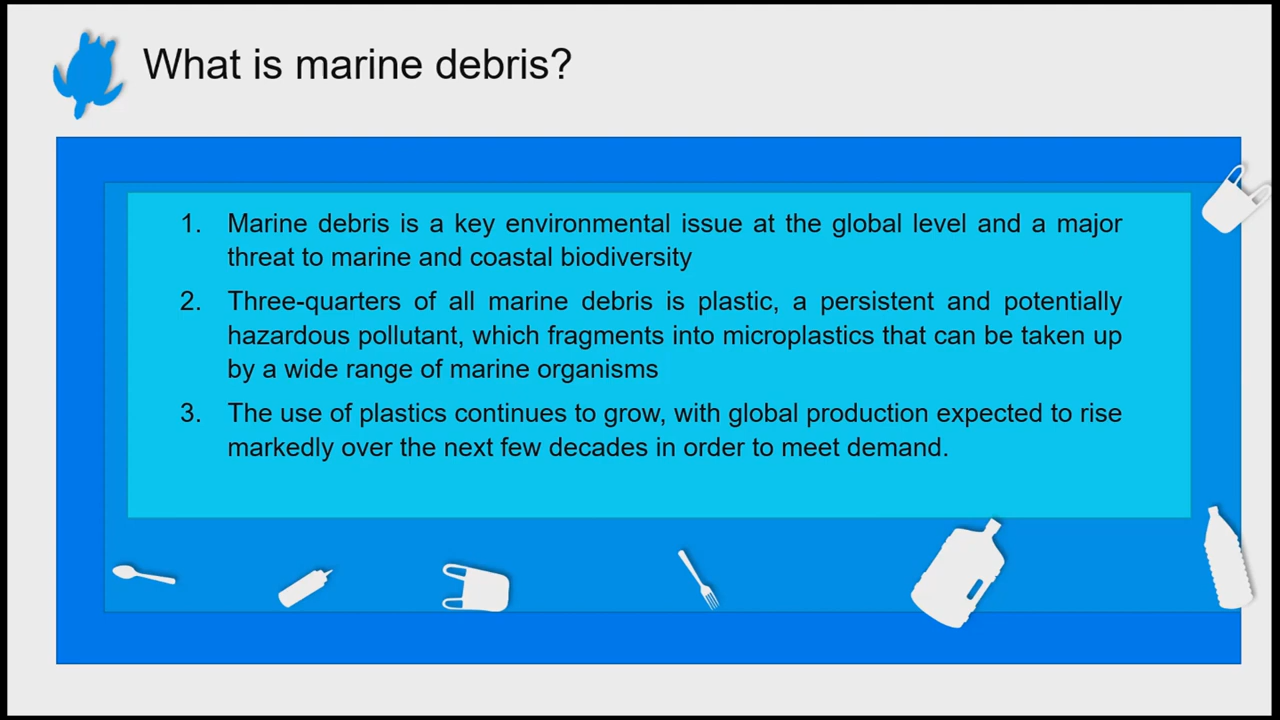 What is marine debris?
1. Marine debris is a key environmental issue at the global level and a major
threat to marine and coastal biodiversity
2. Three-quarters of all marine debris is plastic, a persistent and potentially
hazardous pollutant, which fragments into microplastics that can be taken up
by a wide range of marine organisms
3. The use of plastics continues to grow, with global production expected to rise
markedly over the next few decades in order to meet demand.